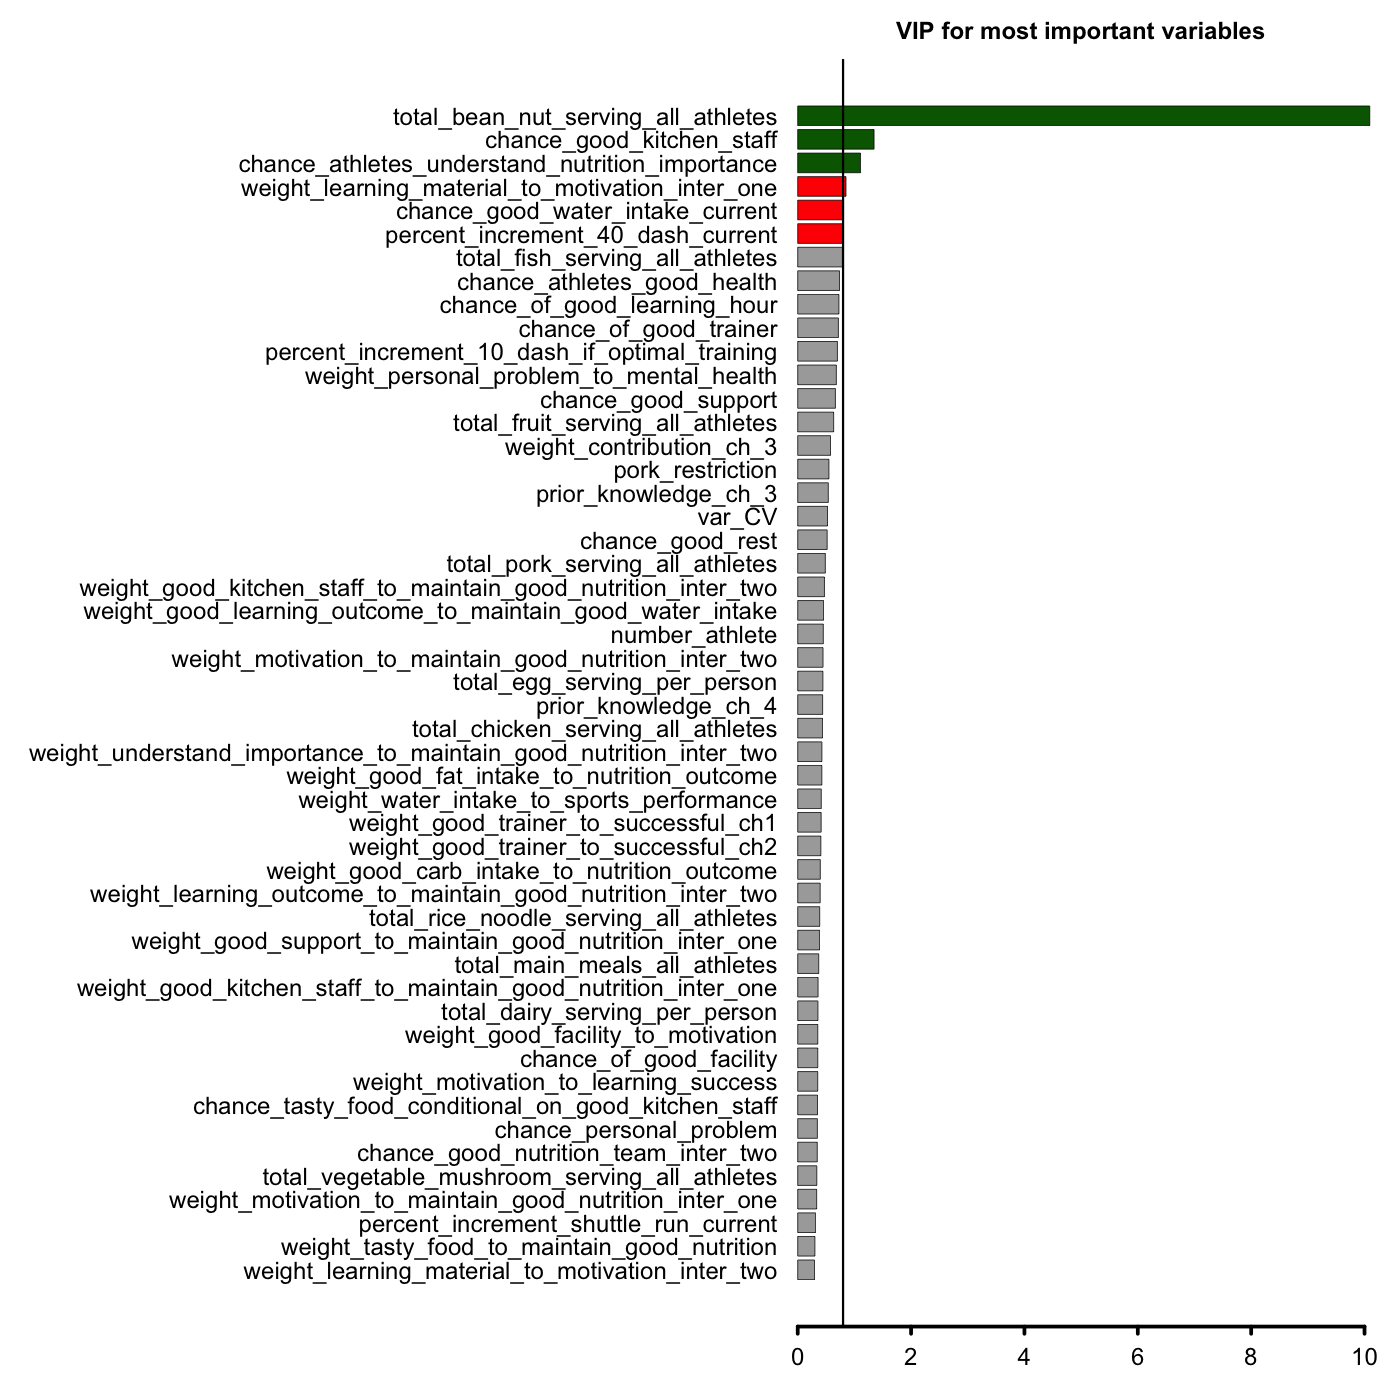 VIP for most important variables
total_bean_nut_serving_all_athletes
chance_good_kitchen_staff
chance_athletes_understand_nutrition_importance
weight_learning_material_to_motivation_inter_one
chance_good_water_intake_current
percent_increment_40_dash_current
total_fish_serving_all_athletes
chance_athletes_good_health
chance_of_good_learning_hour
chance_of_good_trainer
percent_increment_10_dash_if_optimal_training
weight_personal_problem_to_mental_health
chance_good_support
total_fruit_serving_all_athletes
weight_contribution_ch_3
pork_restriction
prior_knowledge_ch_3
var_CV
chance_good_rest
total_pork_serving_all_athletes
weight_good_kitchen_staff_to_maintain_good_nutrition_inter_two
weight_good_learning_outcome_to_maintain_good_water_intake
number_athlete
weight_motivation_to_maintain_good_nutrition_inter_two
total_egg_serving_per_person
prior_knowledge_ch_4
total_chicken_serving_all_athletes
weight_understand_importance_to_maintain_good_nutrition_inter_two
weight_good_fat_intake_to_nutrition_outcome
weight_water_intake_to_sports_performance
weight_good_trainer_to_successful_ch1
weight_good_trainer_to_successful_ch2
weight_good_carb_intake_to_nutrition_outcome
weight_learning_outcome_to_maintain_good_nutrition_inter_two
total_rice_noodle_serving_all_athletes
weight_good_support_to_maintain_good_nutrition_inter_one
total_main_meals_all_athletes
weight_good_kitchen_staff_to_maintain_good_nutrition_inter_one
total_dairy_serving_per_person
weight_good_facility_to_motivation
chance_of_good_facility
weight_motivation_to_learning_success
chance_tasty_food_conditional_on_good_kitchen_staff
chance_personal_problem
chance_good_nutrition_team_inter_two
total_vegetable_mushroom_serving_all_athletes
weight_motivation_to_maintain_good_nutrition_inter_one
percent_increment_shuttle_run_current
weight_tasty_food_to_maintain_good_nutrition
weight_learning_material_to_motivation_inter_two
0 2 4 6 8 10